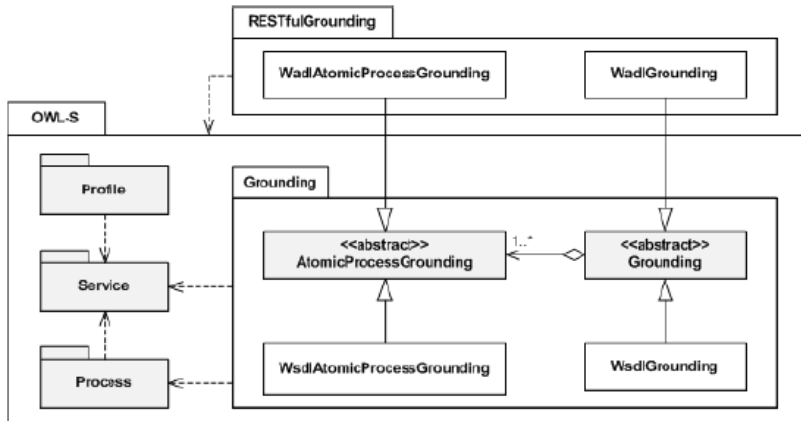 RESTfulGrounding
WadlAtomicProcessGrounding
WadlGrounding
OWL-S
Profile
Grounding
<<abstract>>
AtomicProcessGrounding
1..*
<<abstract>>
Grounding
Service
Process
WsdlAtomicProcessGrounding
WsdlGrounding